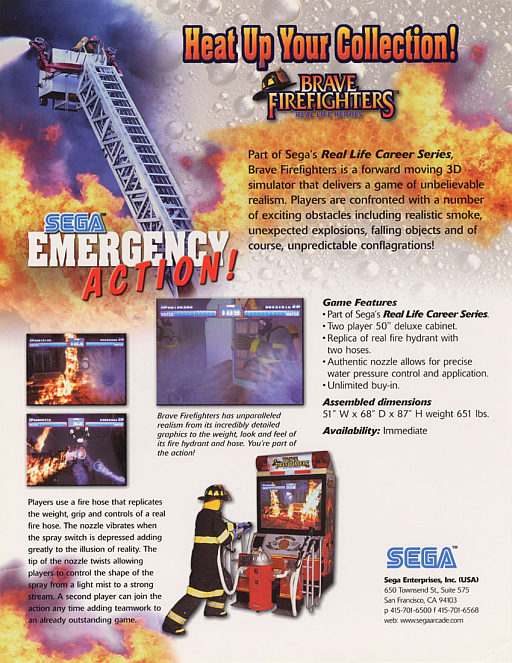 Heat Up Your Collection!
BRAVE
FIREFIGHTERS™
REAL LIFE HEROES
Part of Sega's Real Life Career Series,
Brave Firefighters is a forward moving 3D
simulator that delivers a game of unbelievable
realism. Players are confronted with a number
of exciting obstacles including realistic smoke,
unexpected explosions, falling objects and of
course, unpredictable conflagrations!
SEGA™
EMERGENCY
ACTION!
Game Features
• Part of Sega's Real Life Career Series.
• Two player 50" deluxe cabinet.
• Replica of real fire hydrant with
two hoses.
• Authentic nozzle allows for precise
water pressure control and application.
• Unlimited buy-in.
Assembled dimensions
51" W x 68" D x 87" H weight 651 lbs.
Availability: Immediate
Brave Firefighters has unparalleled
realism from its incredibly detailed
graphics to the weight, look and feel of
its fire hydrant and hose. You're part of
the action!
Players use a fire hose that replicates
the weight, grip and controls of a real
fire hose. The nozzle vibrates when
the spray switch is depressed adding
greatly to the illusion of reality. The
tip of the nozzle twists allowing
players to control the shape of the
spray from a light mist to a strong
stream. A second player can join the
action any time adding teamwork to
an already outstanding game.
BRAVE
FIREFIGHTERS
SEGA™
Sega Enterprises, Inc. (USA)
650 Townsend St., Suite 575
San Francisco, CA 94103
p 415-701-6500 f 415-701-6568
web: www.segaarcade.com